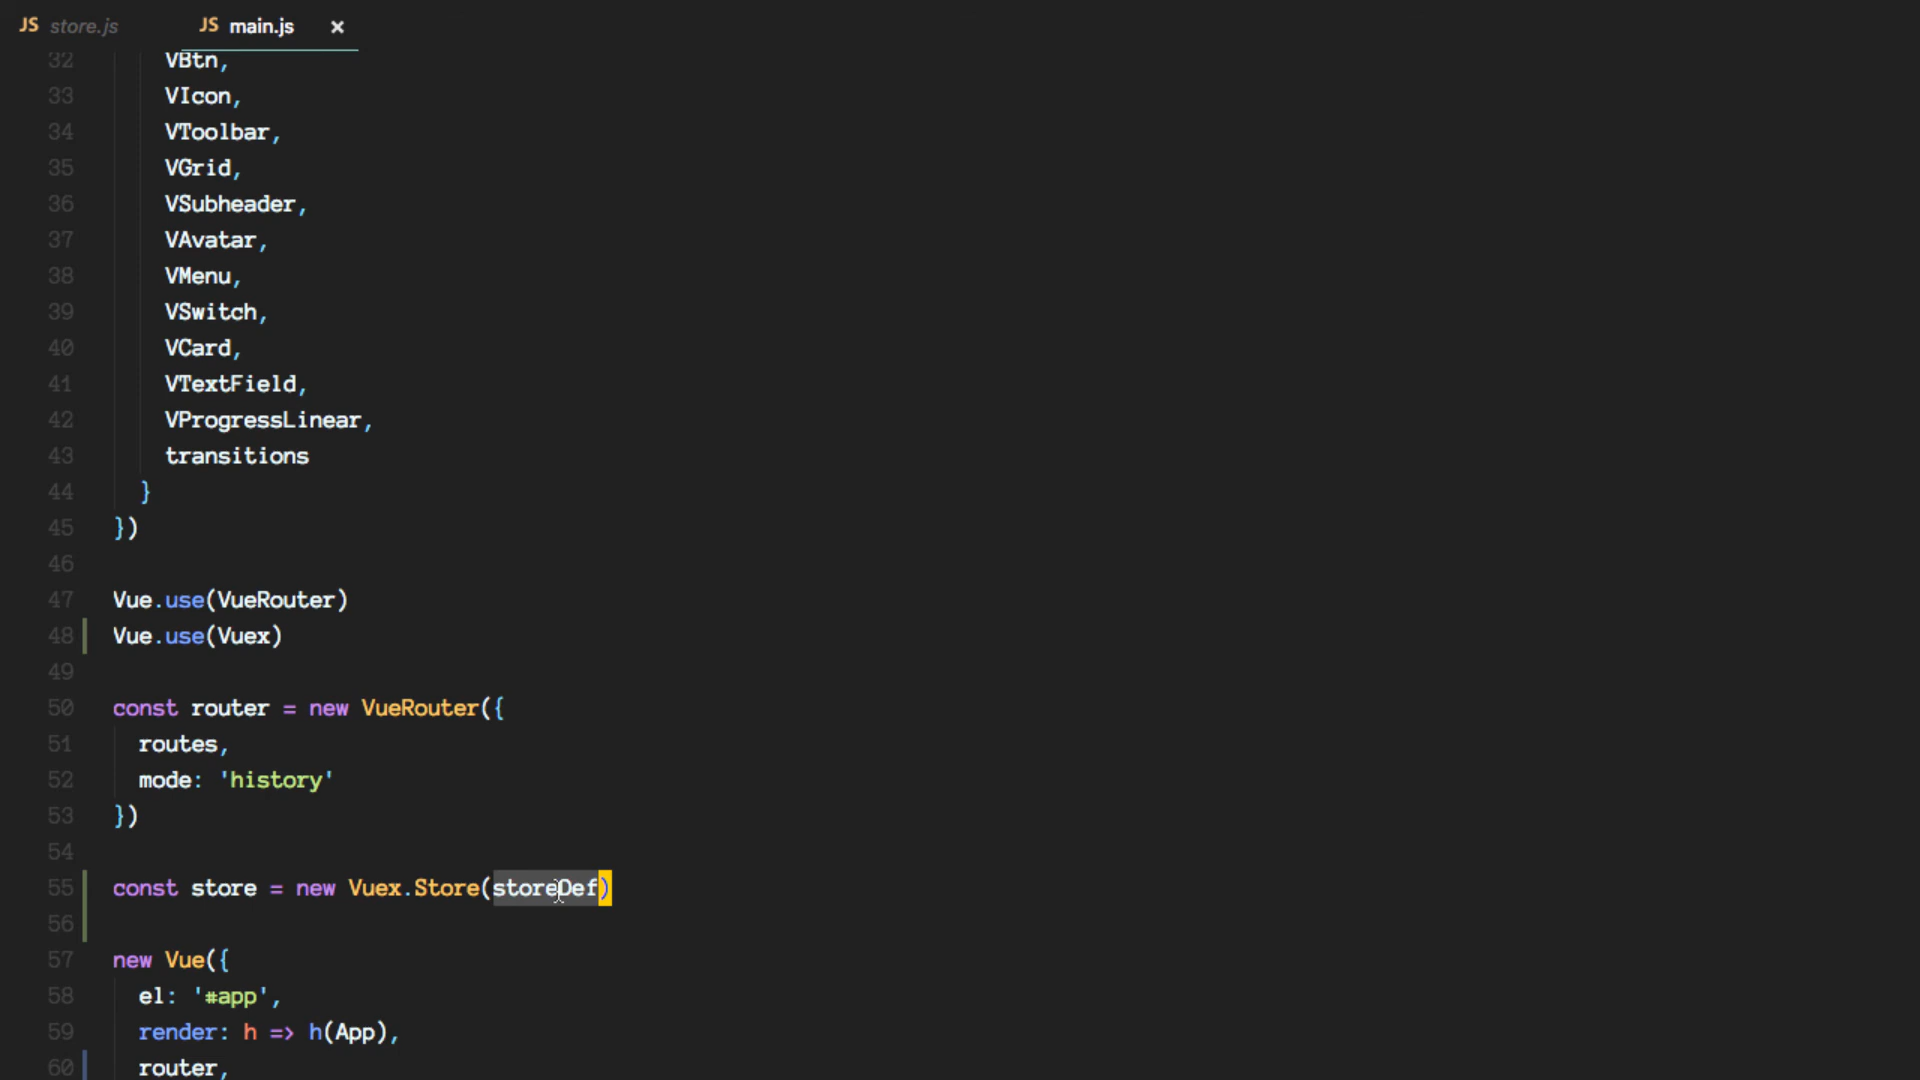 JS store.js JS main.js ×
32 VBtn,
33 VIcon,
34 VToolbar,
35 VGrid,
36 VSubheader,
37 VAvatar,
38 VMenu,
39 VSwitch,
40 VCard,
41 VTextField,
42 VProgressLinear,
43 transitions
44 }
45 })
46
47 Vue.use(VueRouter)
48 Vue.use(Vuex)
49
50 const router = new VueRouter({
51 routes,
52 mode: 'history'
53 })
54
55 const store = new Vuex.Store(storeDef)
56
57 new Vue({
58 el: '#app',
59 render: h => h(App),
60 router,